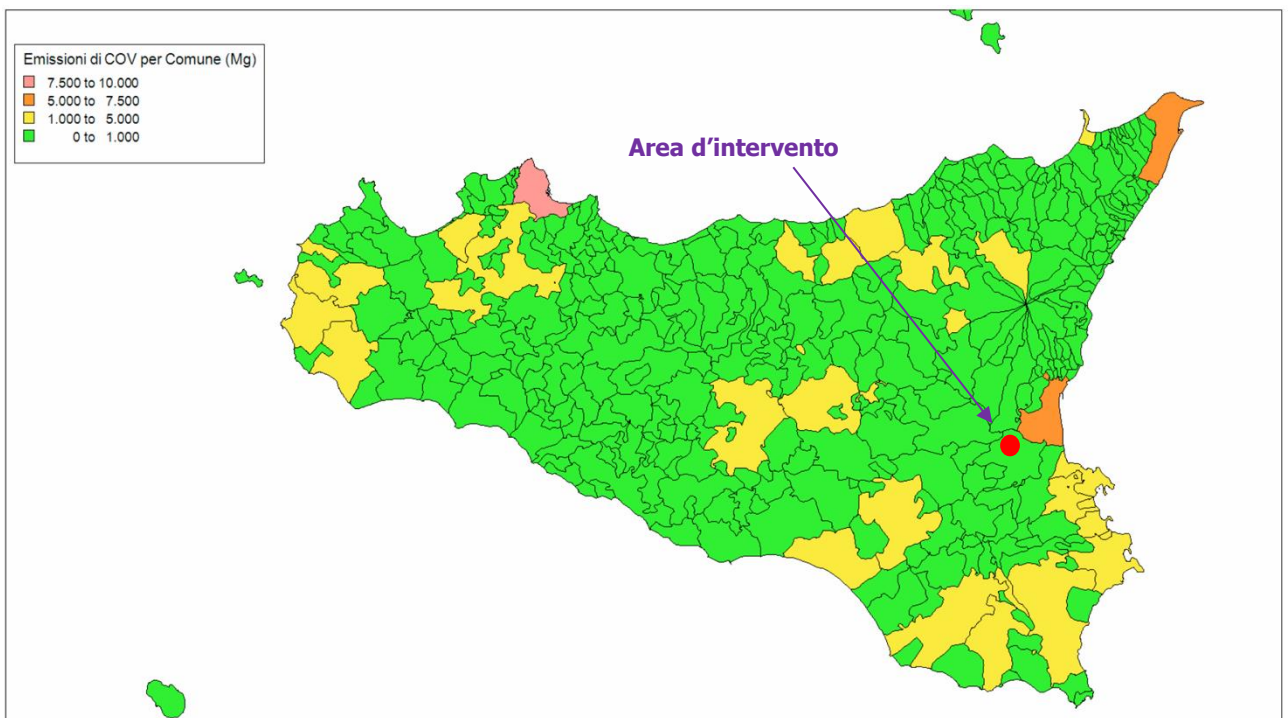 Emissioni di COV per Comune (Mg)
7.500 to 10.000
5.000 to 7.500
1.000 to 5.000
0 to 1.000
Area d’intervento